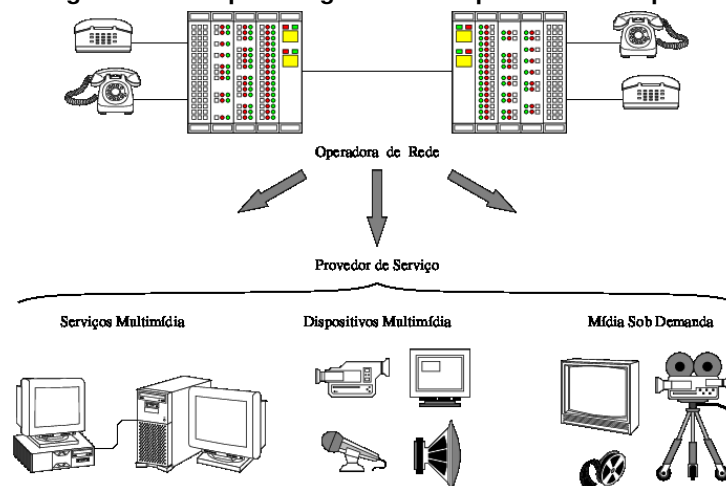 Operadora de Rede
Provedor de Serviço
Serviços Multimídia
Dispositivos Multimídia
Mídia Sob Demanda